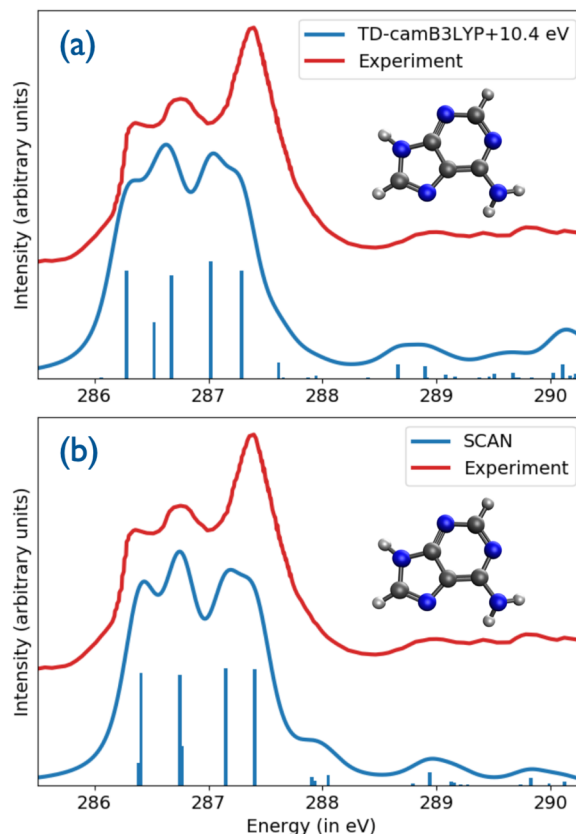 (a)
TD-camB3LYP+10.4 eV
Experiment
Intensity (arbitrary units)
286 287 288 289 290
(b)
SCAN
Experiment
Intensity (arbitrary units)
286 287 288 289 290
Energy (in eV)